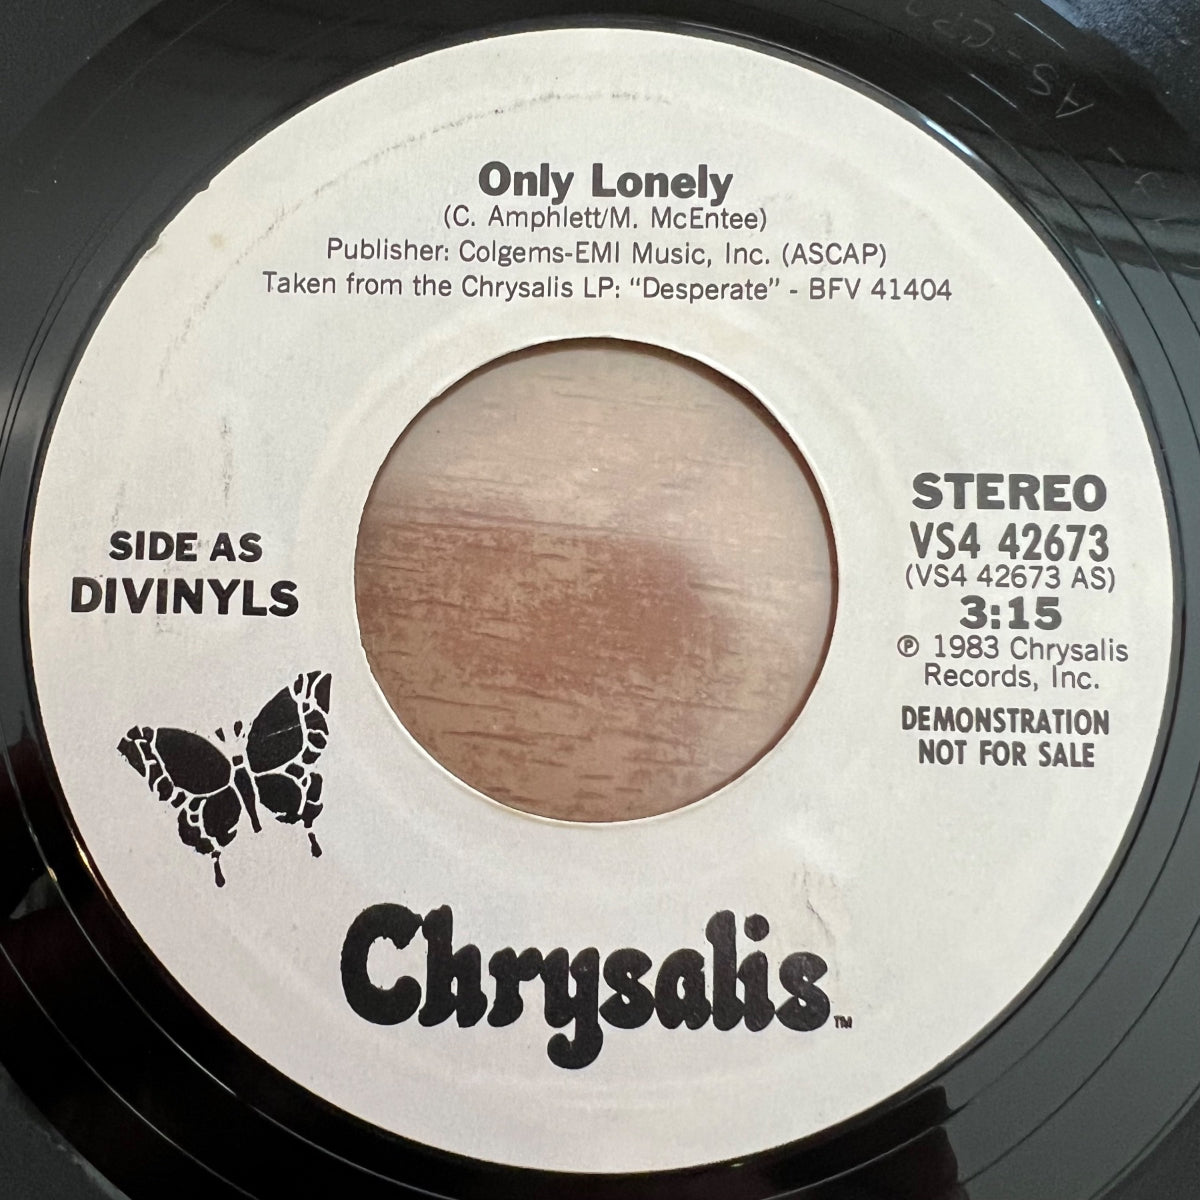 Only Lonely
(C. Amphlett/M. McEntee)
Publisher: Colgems-EMI Music, Inc. (ASCAP)
Taken from the Chrysalis LP: “Desperate” - BFV 41404
SIDE AS
DIVINYLS
STEREO
VS4 42673
(VS4 42673 AS)
3:15
℗ 1983 Chrysalis
Records, Inc.
DEMONSTRATION
NOT FOR SALE
Chrysalis™